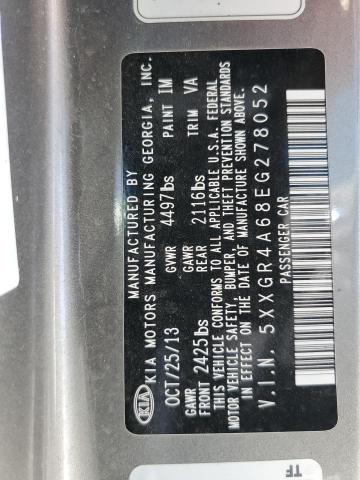 MANUFACTURED BY
KIA KIA MOTORS MANUFACTURING GEORGIA, INC.
OCT/25/13 GVWR 4497lbs PAINT IM
GAWR FRONT 2425lbs GAWR REAR 2116lbs TRIM VA
THIS VEHICLE CONFORMS TO ALL APPLICABLE U.S.A. FEDERAL
MOTOR VEHICLE SAFETY, BUMPER, AND THEFT PREVENTION STANDARDS
IN EFFECT ON THE DATE OF MANUFACTURE SHOWN ABOVE.
V.I.N. 5XXGR4A68EG278052
PASSENGER CAR
TF